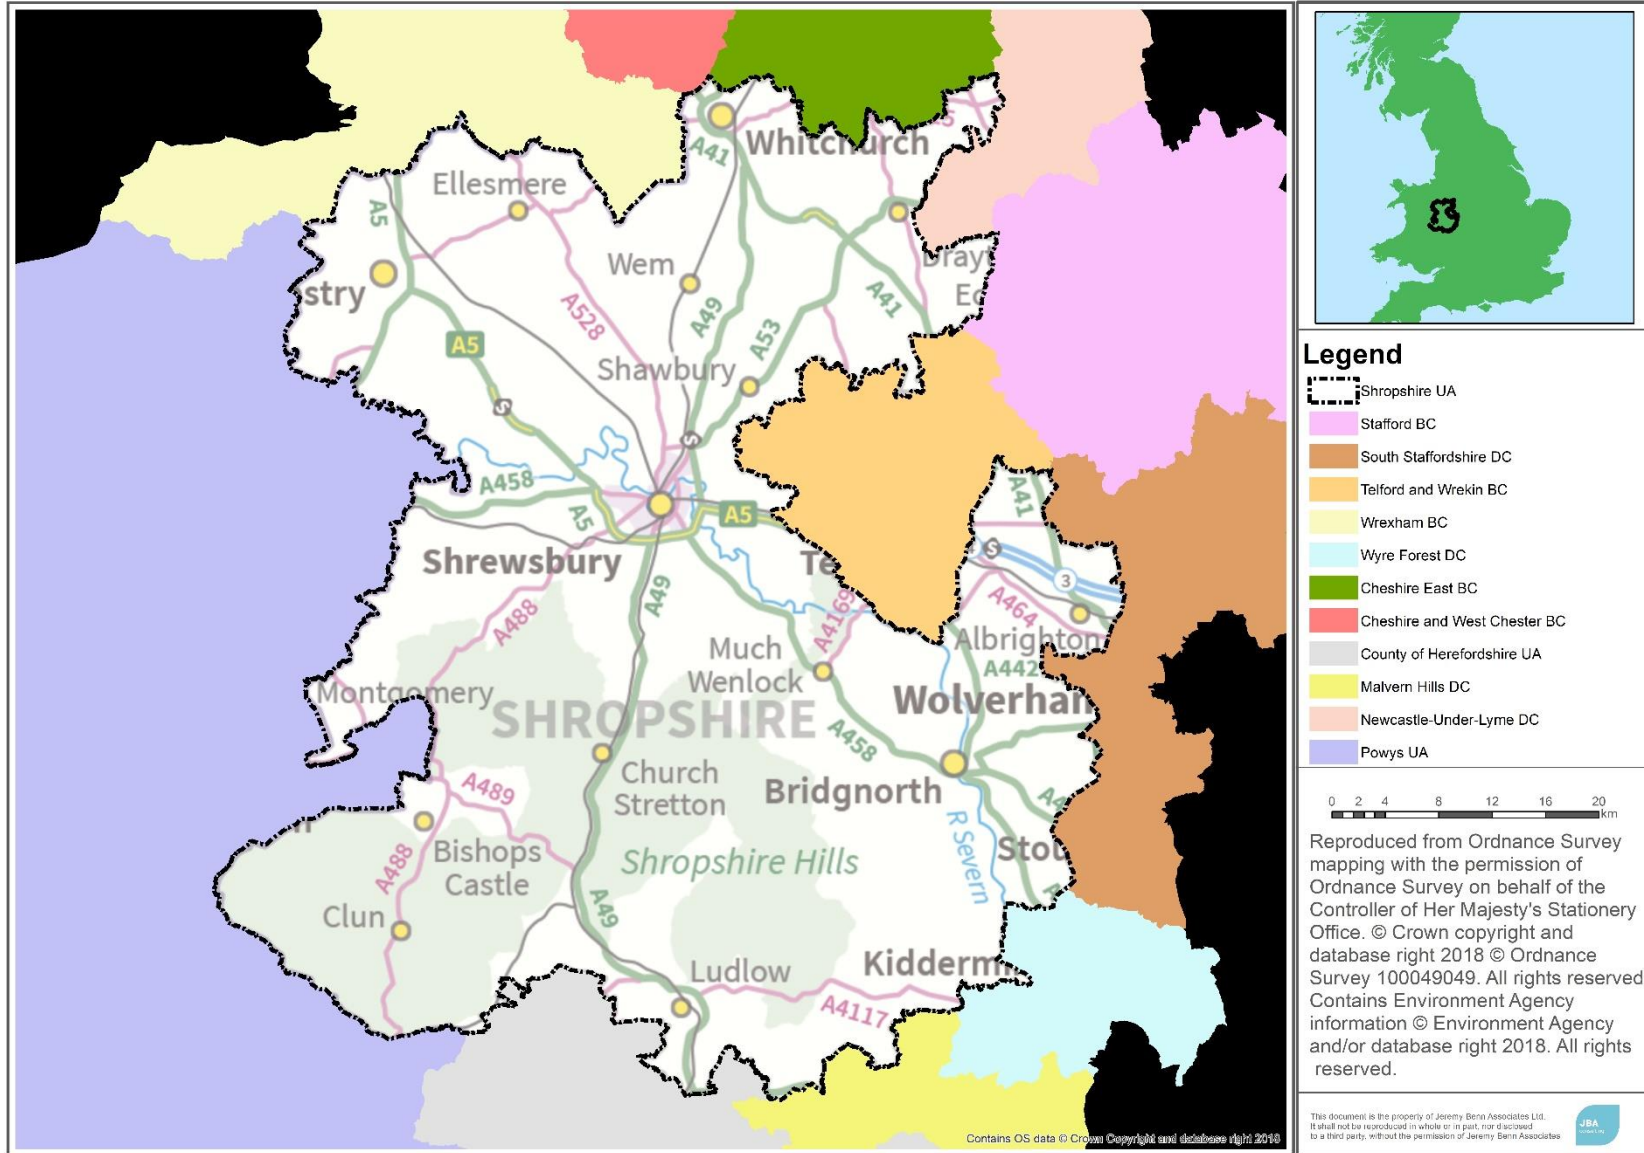 Whitchurch
A41
Ellesmere
A5
Wem
Drayt
Ec
stry
A528
A49
A53
A41
A5
Shawbury
S
S
A458
A5
A5
A41
Shrewsbury
Te
S
3
A49
A488
A4169
A464
Albrighton
Much
Wenlock
A442
Montgomery
SHROPSHIRE
Wolverhan
A458
Church
Stretton
A489
Bridgnorth
A4
R Severn
Bishops
Castle
A488
Shropshire Hills
Stou
A49
Clun
Ludlow
Kiddermi
A4117
Contains OS data © Crown Copyright and database right 2018
Legend
Shropshire UA
Stafford BC
South Staffordshire DC
Telford and Wrekin BC
Wrexham BC
Wyre Forest DC
Cheshire East BC
Cheshire and West Chester BC
County of Herefordshire UA
Malvern Hills DC
Newcastle-Under-Lyme DC
Powys UA
0 2 4 8 12 16 20
km
Reproduced from Ordnance Survey
mapping with the permission of
Ordnance Survey on behalf of the
Controller of Her Majesty's Stationery
Office. © Crown copyright and
database right 2018 © Ordnance
Survey 100049049. All rights reserved
Contains Environment Agency
information © Environment Agency
and/or database right 2018. All rights
reserved.
This document is the property of Jeremy Benn Associates Ltd.
It shall not be reproduced in whole or in part, nor disclosed
to a third party, without the permission of Jeremy Benn Associates
JBA